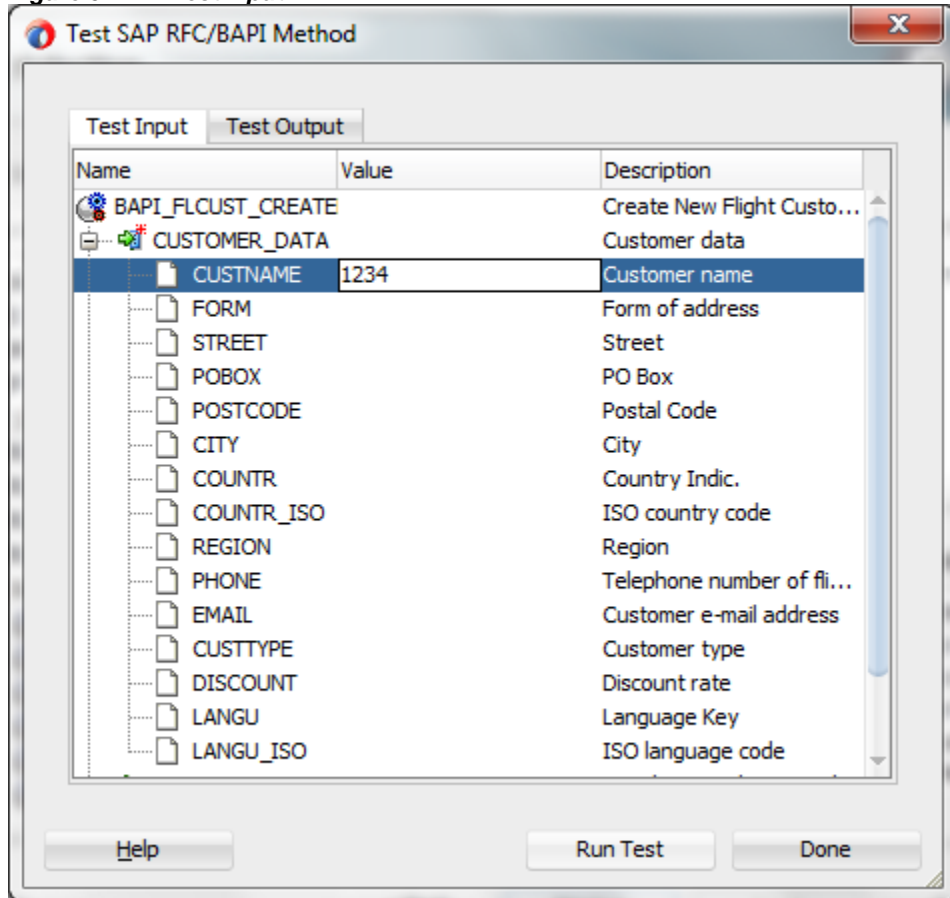 Test SAP RFC/BAPI Method
Test Input Test Output
Name Value Description
BAPI_FLCUST_CREATE Create New Flight Custo...
CUSTOMER_DATA Customer data
CUSTNAME 1234 Customer name
FORM Form of address
STREET Street
POBOX PO Box
POSTCODE Postal Code
CITY City
COUNTR Country Indic.
COUNTR_ISO ISO country code
REGION Region
PHONE Telephone number of fli...
EMAIL Customer e-mail address
CUSTTYPE Customer type
DISCOUNT Discount rate
LANGU Language Key
LANGU_ISO ISO language code
Help Run Test Done